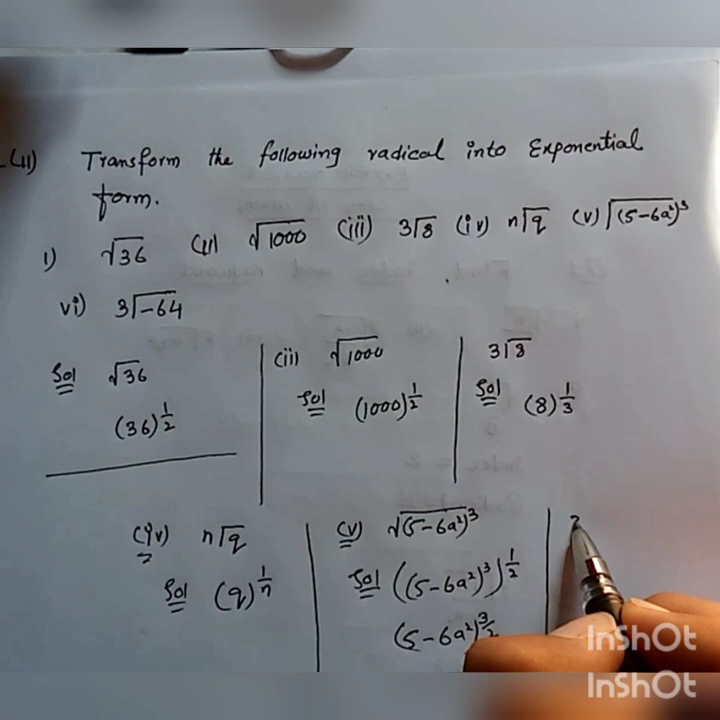 (ii) Transform the following radical into Exponential
form.
i) √36 (ii) √1000 (iii) 3√8 (iv) n√q (v) √(5-6a²)³
vi) 3√-64
Sol √36
(36)^1/2
(ii) √1000
Sol (1000)^1/2
3√8
Sol (8)^1/3
(iv) n√q
Sol (q)^1/n
(v) √(5-6a²)³
Sol ((5-6a²)³)^1/2
(5-6a²)^3/2
InShOt
InShOt